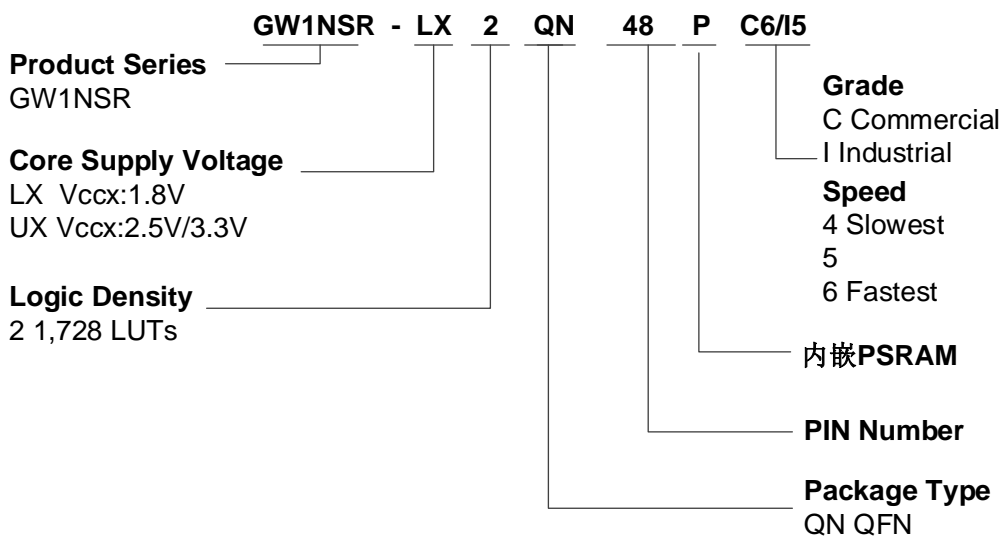 GW1NSR - LX 2 QN 48 P C6/I5
Product Series
GW1NSR
Core Supply Voltage
LX Vccx:1.8V
UX Vccx:2.5V/3.3V
Logic Density
2 1,728 LUTs
Grade
C Commercial
I Industrial
Speed
4 Slowest
5
6 Fastest
内嵌PSRAM
PIN Number
Package Type
QN QFN